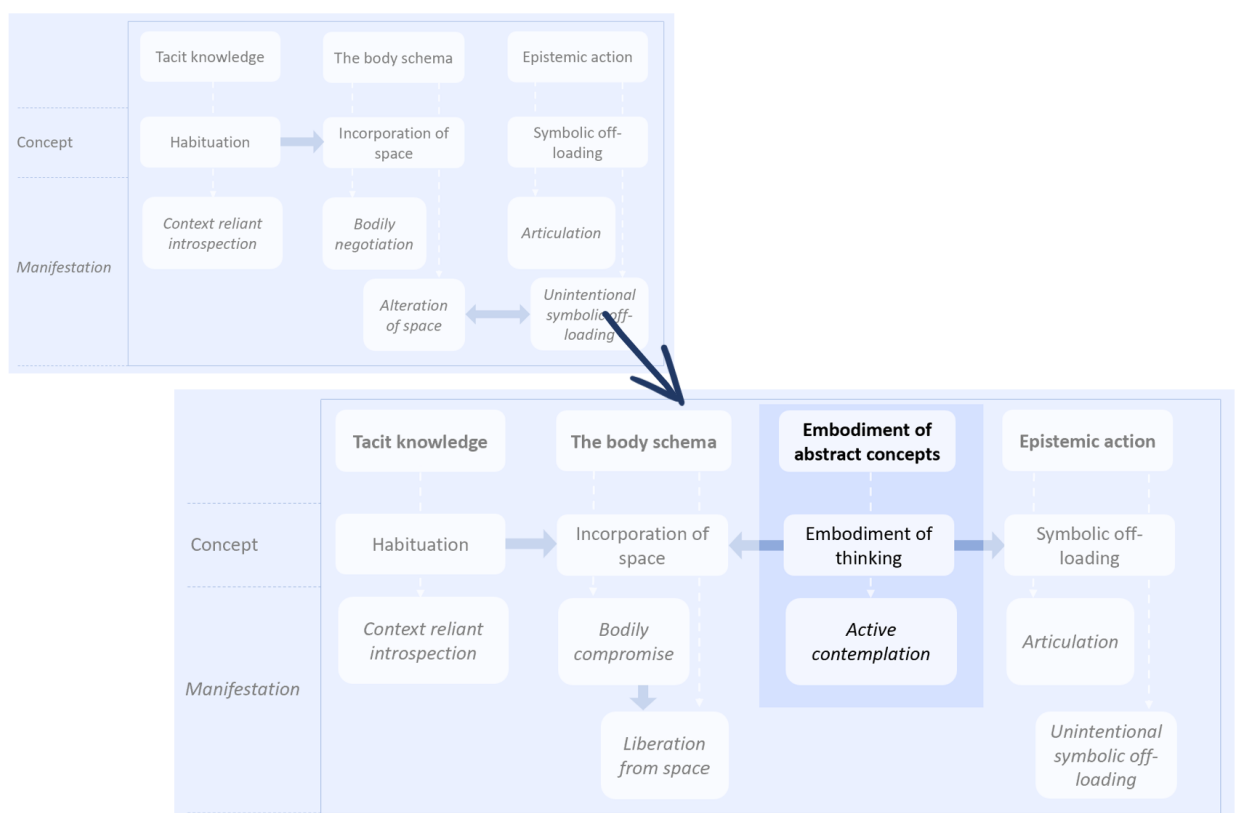 Tacit knowledge
The body schema
Epistemic action
Concept
Habituation
Incorporation of
space
Symbolic off-
loading
Manifestation
Context reliant
introspection
Bodily
negotiation
Articulation
Alteration
of space
Unintentional
symbolic off-
loading
Tacit knowledge
The body schema
Embodiment of
abstract concepts
Epistemic action
Concept
Habituation
Incorporation of
space
Embodiment of
thinking
Symbolic off-
loading
Manifestation
Context reliant
introspection
Bodily
compromise
Active
contemplation
Articulation
Liberation
from space
Unintentional
symbolic off-
loading